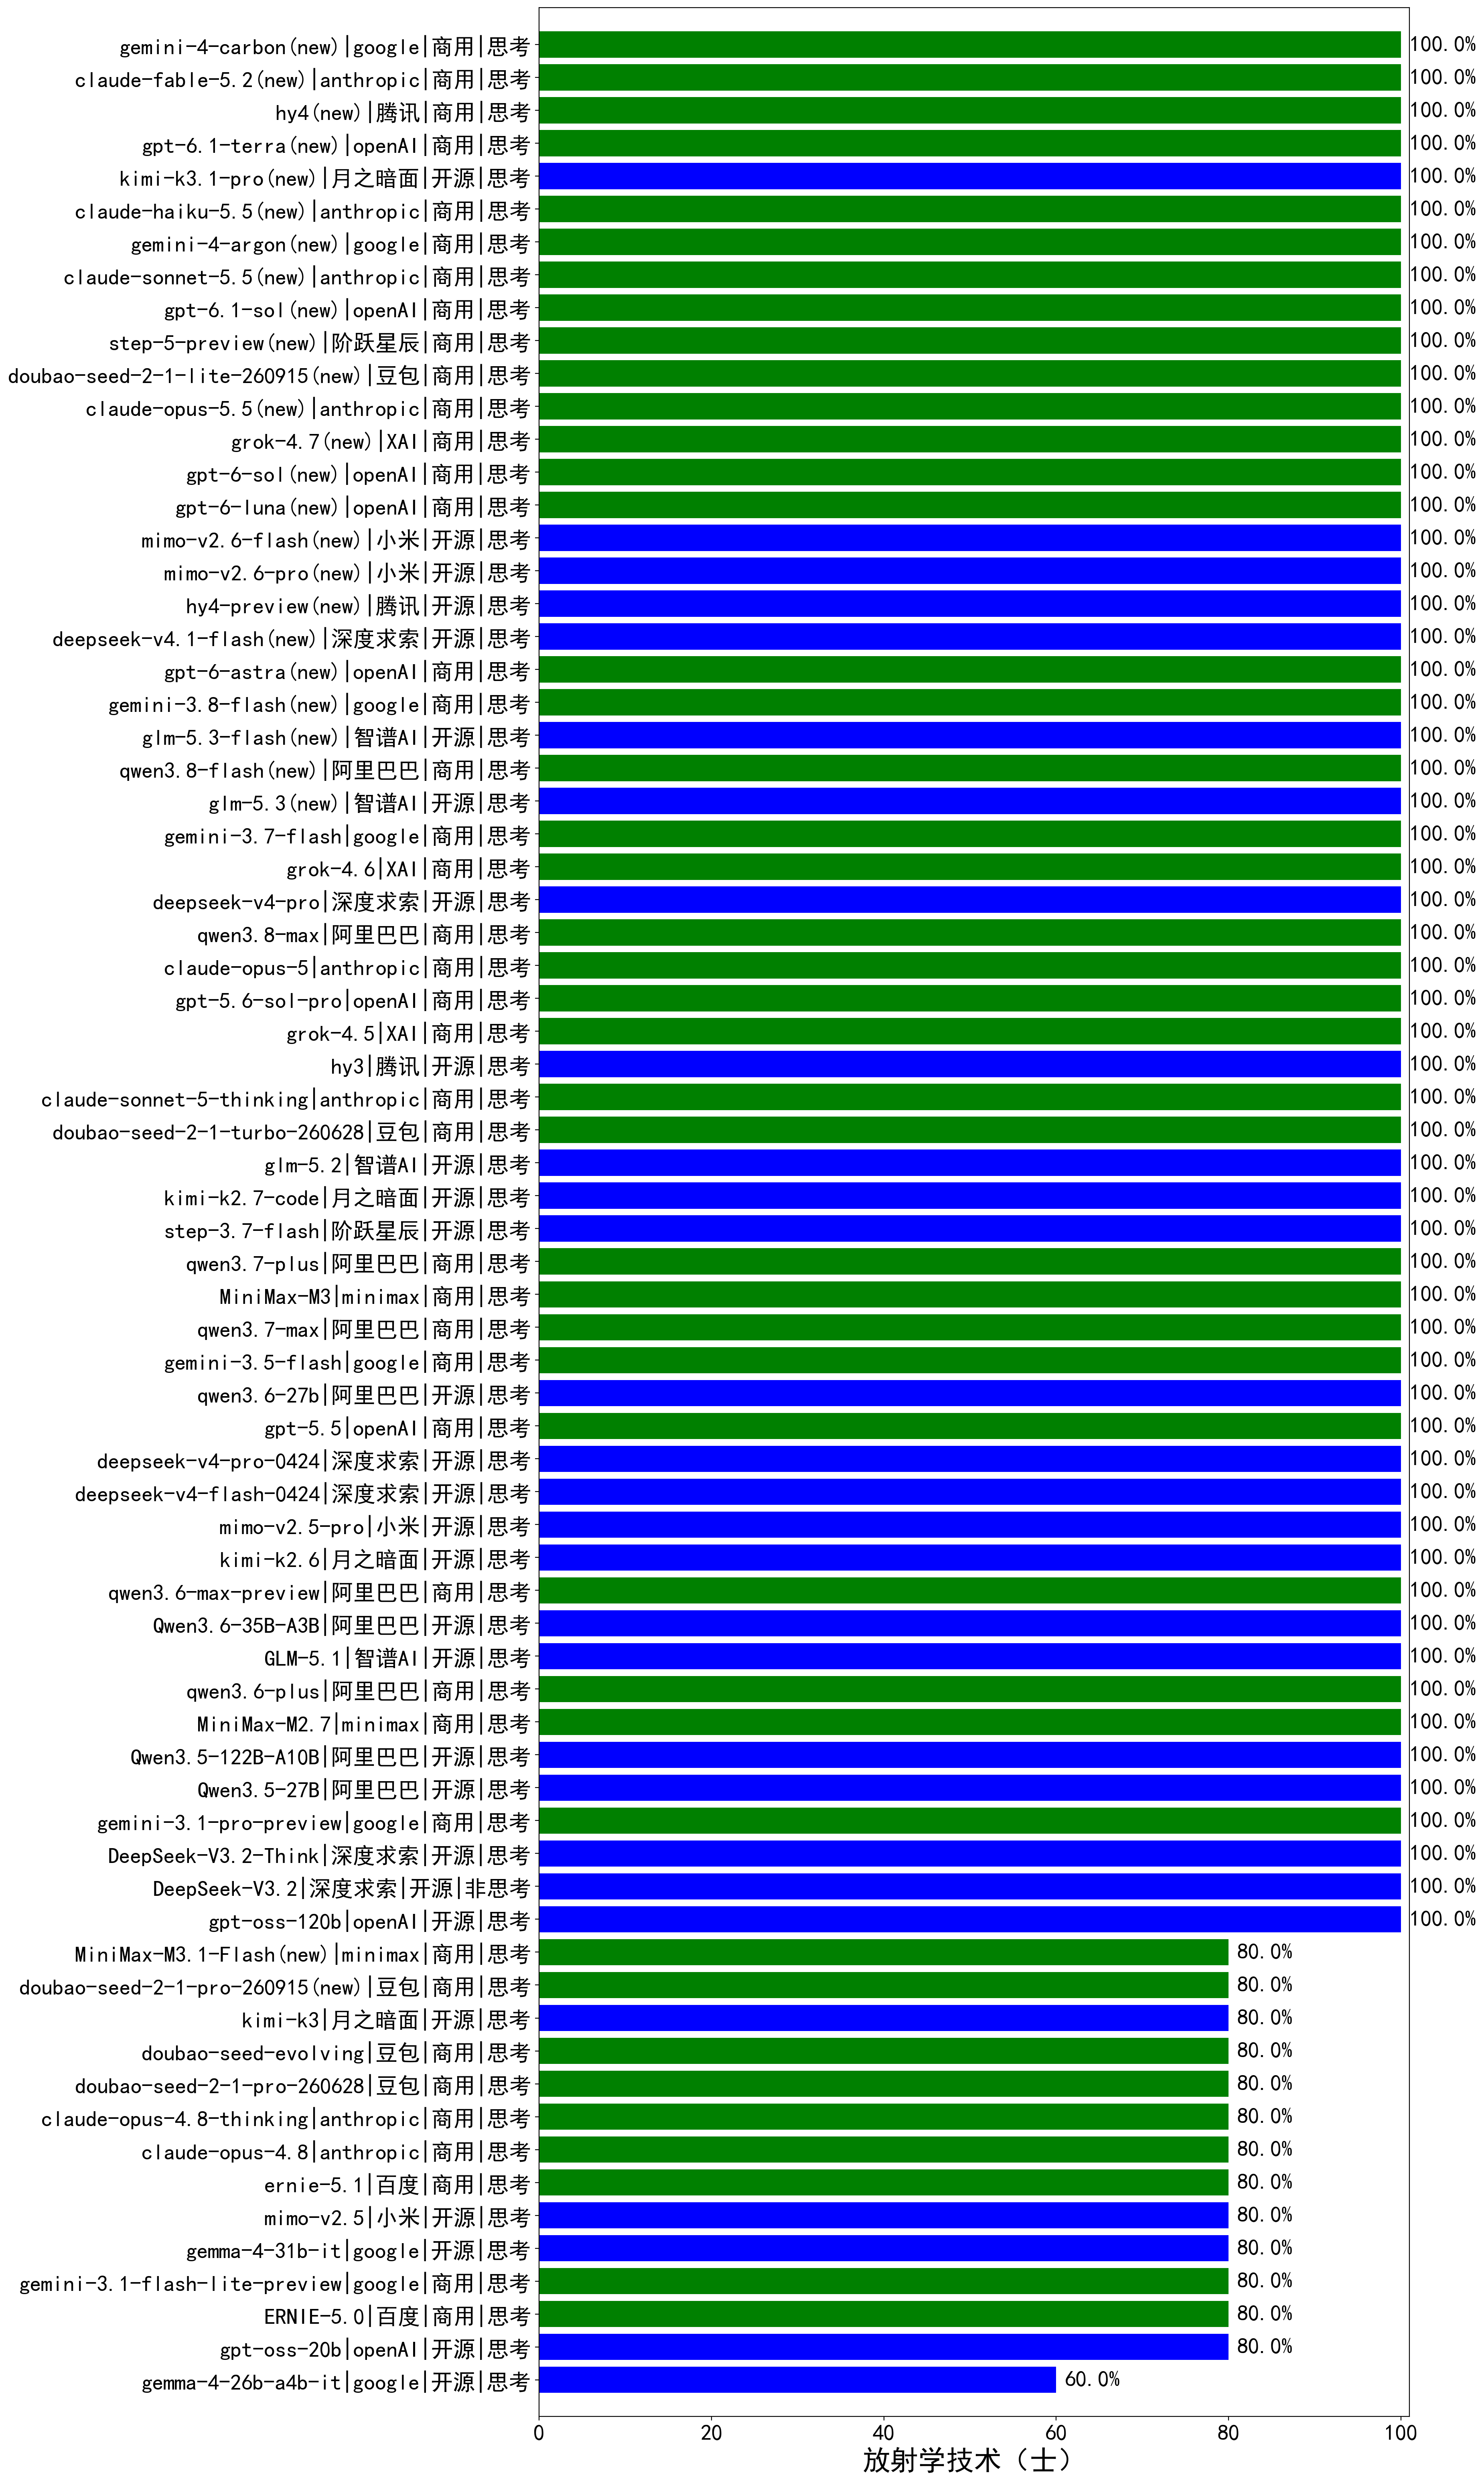 gemini-4-carbon(new)|google|商用|思考 100.0%
claude-fable-5.2(new)|anthropic|商用|思考 100.0%
hy4(new)|腾讯|商用|思考 100.0%
gpt-6.1-terra(new)|openAI|商用|思考 100.0%
kimi-k3.1-pro(new)|月之暗面|开源|思考 100.0%
claude-haiku-5.5(new)|anthropic|商用|思考 100.0%
gemini-4-argon(new)|google|商用|思考 100.0%
claude-sonnet-5.5(new)|anthropic|商用|思考 100.0%
gpt-6.1-sol(new)|openAI|商用|思考 100.0%
step-5-preview(new)|阶跃星辰|商用|思考 100.0%
doubao-seed-2-1-lite-260915(new)|豆包|商用|思考 100.0%
claude-opus-5.5(new)|anthropic|商用|思考 100.0%
grok-4.7(new)|XAI|商用|思考 100.0%
gpt-6-sol(new)|openAI|商用|思考 100.0%
gpt-6-luna(new)|openAI|商用|思考 100.0%
mimo-v2.6-flash(new)|小米|开源|思考 100.0%
mimo-v2.6-pro(new)|小米|开源|思考 100.0%
hy4-preview(new)|腾讯|开源|思考 100.0%
deepseek-v4.1-flash(new)|深度求索|开源|思考 100.0%
gpt-6-astra(new)|openAI|商用|思考 100.0%
gemini-3.8-flash(new)|google|商用|思考 100.0%
glm-5.3-flash(new)|智谱AI|开源|思考 100.0%
qwen3.8-flash(new)|阿里巴巴|商用|思考 100.0%
glm-5.3(new)|智谱AI|开源|思考 100.0%
gemini-3.7-flash|google|商用|思考 100.0%
grok-4.6|XAI|商用|思考 100.0%
deepseek-v4-pro|深度求索|开源|思考 100.0%
qwen3.8-max|阿里巴巴|商用|思考 100.0%
claude-opus-5|anthropic|商用|思考 100.0%
gpt-5.6-sol-pro|openAI|商用|思考 100.0%
grok-4.5|XAI|商用|思考 100.0%
hy3|腾讯|开源|思考 100.0%
claude-sonnet-5-thinking|anthropic|商用|思考 100.0%
doubao-seed-2-1-turbo-260628|豆包|商用|思考 100.0%
glm-5.2|智谱AI|开源|思考 100.0%
kimi-k2.7-code|月之暗面|开源|思考 100.0%
step-3.7-flash|阶跃星辰|开源|思考 100.0%
qwen3.7-plus|阿里巴巴|商用|思考 100.0%
MiniMax-M3|minimax|商用|思考 100.0%
qwen3.7-max|阿里巴巴|商用|思考 100.0%
gemini-3.5-flash|google|商用|思考 100.0%
qwen3.6-27b|阿里巴巴|开源|思考 100.0%
gpt-5.5|openAI|商用|思考 100.0%
deepseek-v4-pro-0424|深度求索|开源|思考 100.0%
deepseek-v4-flash-0424|深度求索|开源|思考 100.0%
mimo-v2.5-pro|小米|开源|思考 100.0%
kimi-k2.6|月之暗面|开源|思考 100.0%
qwen3.6-max-preview|阿里巴巴|商用|思考 100.0%
Qwen3.6-35B-A3B|阿里巴巴|开源|思考 100.0%
GLM-5.1|智谱AI|开源|思考 100.0%
qwen3.6-plus|阿里巴巴|商用|思考 100.0%
MiniMax-M2.7|minimax|商用|思考 100.0%
Qwen3.5-122B-A10B|阿里巴巴|开源|思考 100.0%
Qwen3.5-27B|阿里巴巴|开源|思考 100.0%
gemini-3.1-pro-preview|google|商用|思考 100.0%
DeepSeek-V3.2-Think|深度求索|开源|思考 100.0%
DeepSeek-V3.2|深度求索|开源|非思考 100.0%
gpt-oss-120b|openAI|开源|思考 100.0%
MiniMax-M3.1-Flash(new)|minimax|商用|思考 80.0%
doubao-seed-2-1-pro-260915(new)|豆包|商用|思考 80.0%
kimi-k3|月之暗面|开源|思考 80.0%
doubao-seed-evolving|豆包|商用|思考 80.0%
doubao-seed-2-1-pro-260628|豆包|商用|思考 80.0%
claude-opus-4.8-thinking|anthropic|商用|思考 80.0%
claude-opus-4.8|anthropic|商用|思考 80.0%
ernie-5.1|百度|商用|思考 80.0%
mimo-v2.5|小米|开源|思考 80.0%
gemma-4-31b-it|google|开源|思考 80.0%
gemini-3.1-flash-lite-preview|google|商用|思考 80.0%
ERNIE-5.0|百度|商用|思考 80.0%
gpt-oss-20b|openAI|开源|思考 80.0%
gemma-4-26b-a4b-it|google|开源|思考 60.0%
0 20 40 60 80 100
放射学技术（士）